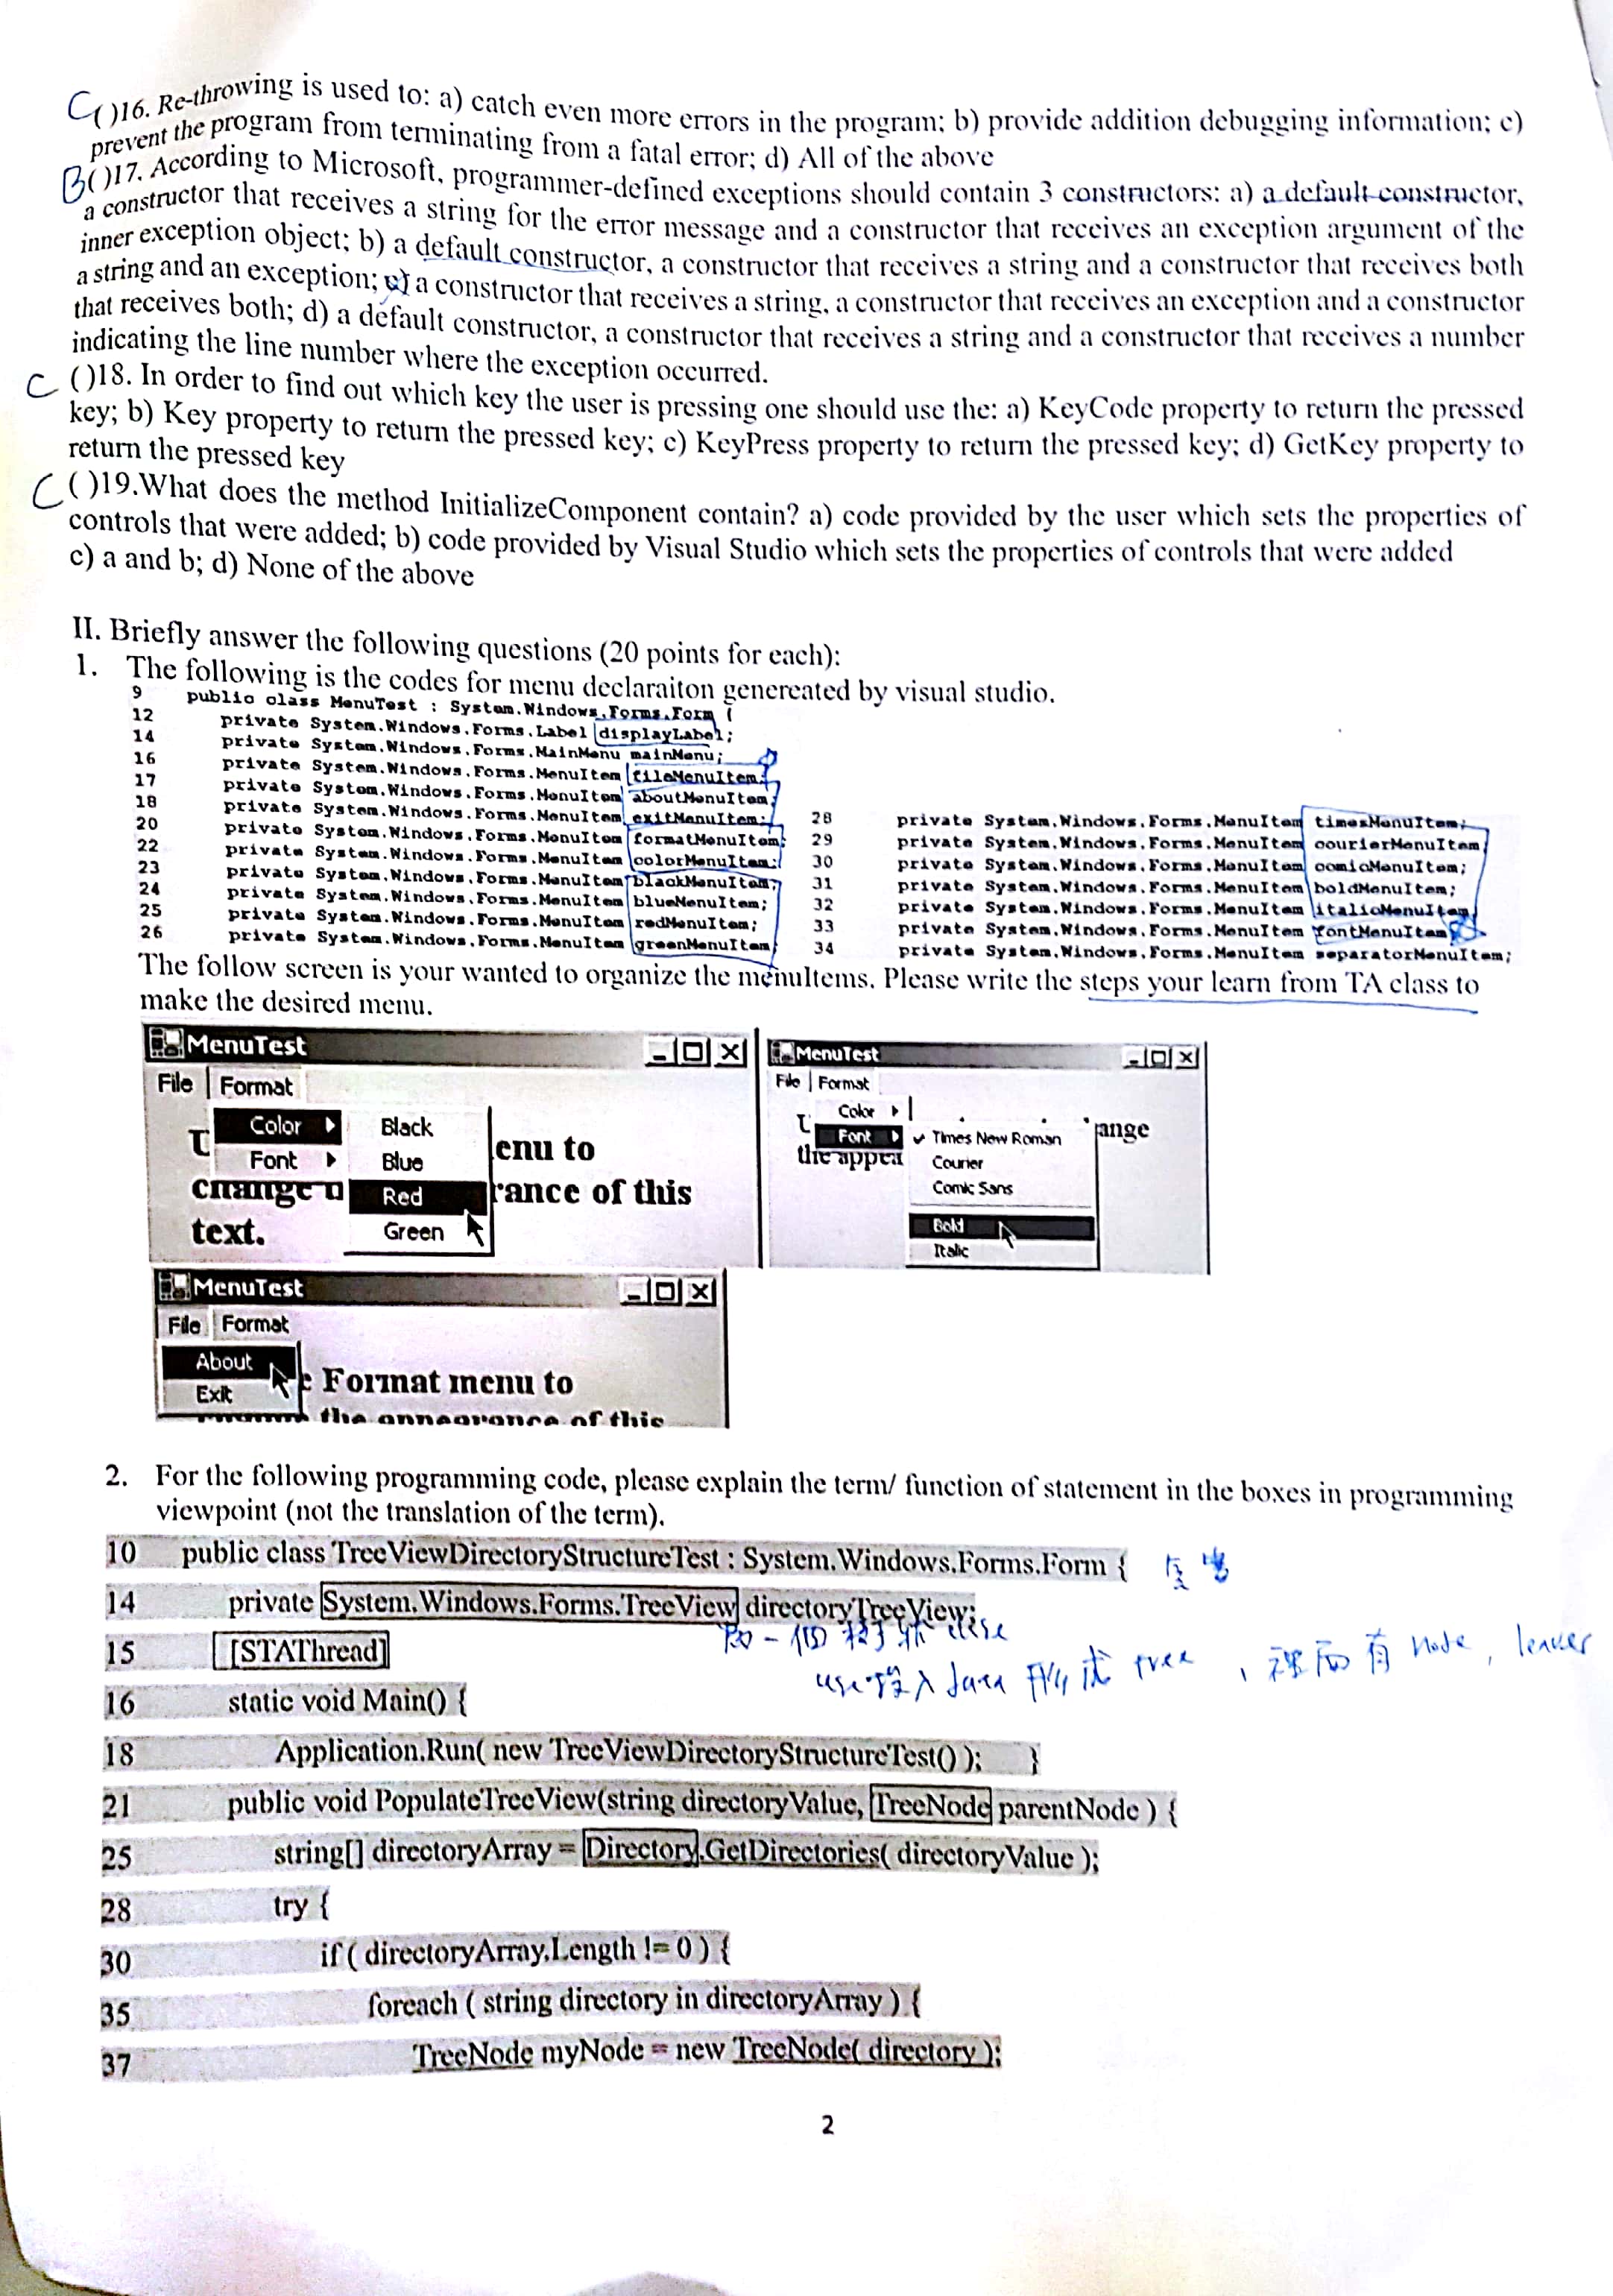 C ( )16. Re-throwing is used to: a) catch even more errors in the program; b) provide addition debugging information; c)
prevent the program from terminating from a fatal error; d) All of the above
B ( )17. According to Microsoft, programmer-defined exceptions should contain 3 constructors: a) a default constructor,
a constructor that receives a string for the error message and a constructor that receives an exception argument of the
inner exception object; b) a default constructor, a constructor that receives a string and a constructor that receives both
a string and an exception; c) a constructor that receives a string, a constructor that receives an exception and a constructor
that receives both; d) a default constructor, a constructor that receives a string and a constructor that receives a number
indicating the line number where the exception occurred.
C ( )18. In order to find out which key the user is pressing one should use the: a) KeyCode property to return the pressed
key; b) Key property to return the pressed key; c) KeyPress property to return the pressed key; d) GetKey property to
return the pressed key
C ( )19.What does the method InitializeComponent contain? a) code provided by the user which sets the properties of
controls that were added; b) code provided by Visual Studio which sets the properties of controls that were added
c) a and b; d) None of the above
II. Briefly answer the following questions (20 points for each):
1. The following is the codes for menu declaraiton genereated by visual studio.
9 public class MenuTest : System.Windows.Forms.Form {
12 private System.Windows.Forms.Label displayLabel;
14 private System.Windows.Forms.MainMenu mainMenu;
16 private System.Windows.Forms.MenuItem fileMenuItem;
17 private System.Windows.Forms.MenuItem aboutMenuItem;
18 private System.Windows.Forms.MenuItem exitMenuItem;
20 private System.Windows.Forms.MenuItem formatMenuItem;
22 private System.Windows.Forms.MenuItem colorMenuItem;
23 private System.Windows.Forms.MenuItem blackMenuItem;
24 private System.Windows.Forms.MenuItem blueMenuItem;
25 private System.Windows.Forms.MenuItem redMenuItem;
26 private System.Windows.Forms.MenuItem greenMenuItem;
28 private System.Windows.Forms.MenuItem timesMenuItem;
29 private System.Windows.Forms.MenuItem courierMenuItem;
30 private System.Windows.Forms.MenuItem comicMenuItem;
31 private System.Windows.Forms.MenuItem boldMenuItem;
32 private System.Windows.Forms.MenuItem italicMenuItem;
33 private System.Windows.Forms.MenuItem fontMenuItem;
34 private System.Windows.Forms.MenuItem separatorMenuItem;
The follow screen is your wanted to organize the menuItems. Please write the steps your learn from TA class to
make the desired menu.
MenuTest
File Format
Color Black
Font Blue
U enu to
Red
change rance of this
Green
text.
MenuTest
File Format
Color
Font Times New Roman
ange
the appea
Courier
Comic Sans
Bold
Italic
MenuTest
File Format
About
Exit
Format menu to
the appearance of this
2. For the following programming code, please explain the term/ function of statement in the boxes in programming
viewpoint (not the translation of the term).
10 public class TreeViewDirectoryStructureTest : System.Windows.Forms.Form {
14 private System.Windows.Forms.TreeView directoryTreeView;
15 [STAThread]
tree , 裡面有 node , leaver
16 static void Main() {
18 Application.Run( new TreeViewDirectoryStructureTest() ); }
21 public void PopulateTreeView(string directoryValue, TreeNode parentNode ) {
25 string[] directoryArray = Directory.GetDirectories( directoryValue );
28 try {
30 if ( directoryArray.Length != 0 ) {
35 foreach ( string directory in directoryArray ) {
37 TreeNode myNode = new TreeNode( directory );
2